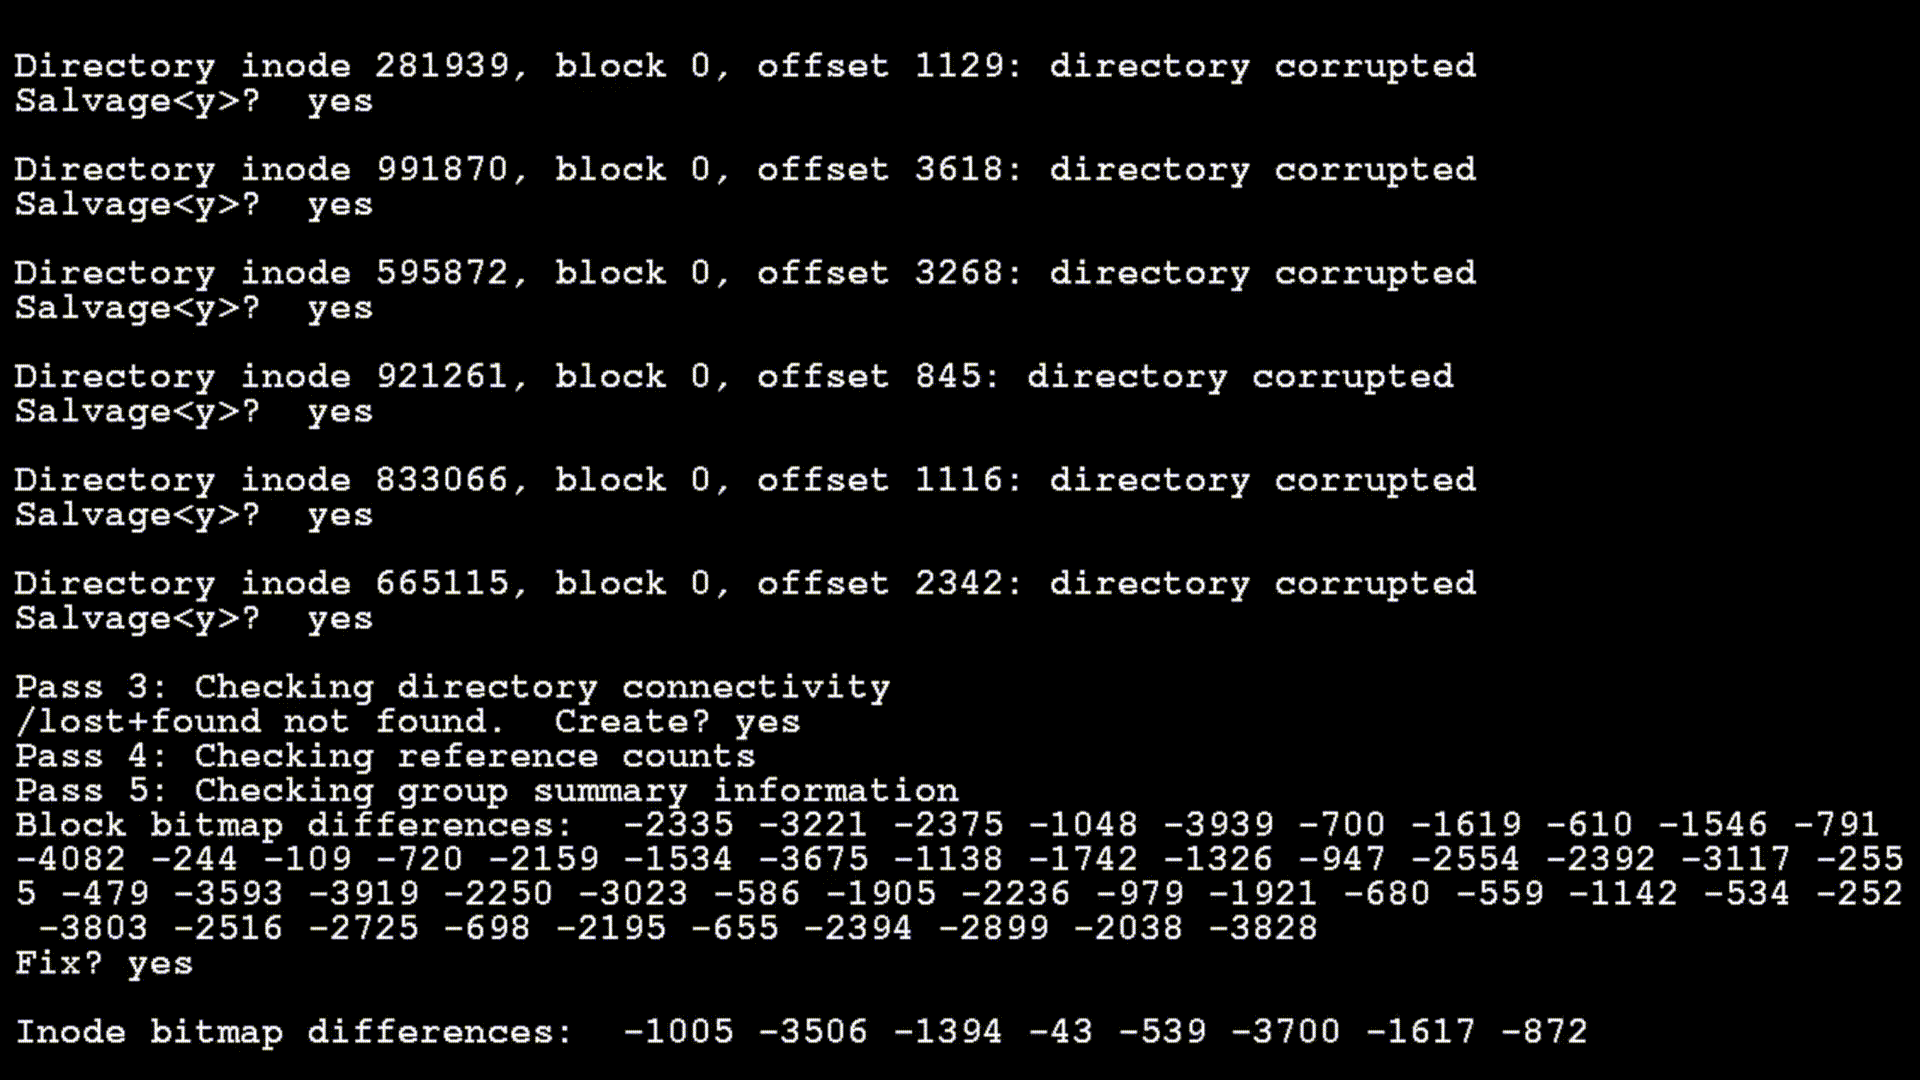 Directory inode 281939, block 0, offset 1129: directory corrupted
Salvage<y>?  yes
Directory inode 991870, block 0, offset 3618: directory corrupted
Salvage<y>?  yes
Directory inode 595872, block 0, offset 3268: directory corrupted
Salvage<y>?  yes
Directory inode 921261, block 0, offset 845: directory corrupted
Salvage<y>?  yes
Directory inode 833066, block 0, offset 1116: directory corrupted
Salvage<y>?  yes
Directory inode 665115, block 0, offset 2342: directory corrupted
Salvage<y>?  yes
Pass 3: Checking directory connectivity
/lost+found not found.  Create? yes
Pass 4: Checking reference counts
Pass 5: Checking group summary information
Block bitmap differences:  -2335 -3221 -2375 -1048 -3939 -700 -1619 -610 -1546 -791
-4082 -244 -109 -720 -2159 -1534 -3675 -1138 -1742 -1326 -947 -2554 -2392 -3117 -255
5 -479 -3593 -3919 -2250 -3023 -586 -1905 -2236 -979 -1921 -680 -559 -1142 -534 -252
-3803 -2516 -2725 -698 -2195 -655 -2394 -2899 -2038 -3828
Fix? yes
Inode bitmap differences:  -1005 -3506 -1394 -43 -539 -3700 -1617 -872